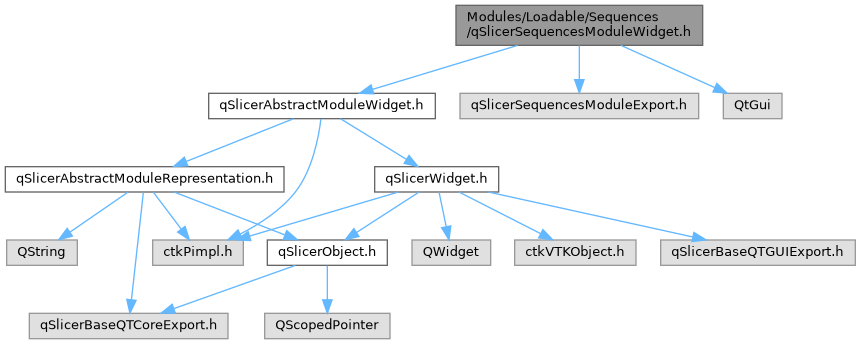 Modules/Loadable/Sequences
/qSlicerSequencesModuleWidget.h
qSlicerAbstractModuleWidget.h
qSlicerSequencesModuleExport.h
QtGui
qSlicerAbstractModuleRepresentation.h
qSlicerWidget.h
QString
ctkPimpl.h
qSlicerObject.h
QWidget
ctkVTKObject.h
qSlicerBaseQTGUIExport.h
qSlicerBaseQTCoreExport.h
QScopedPointer